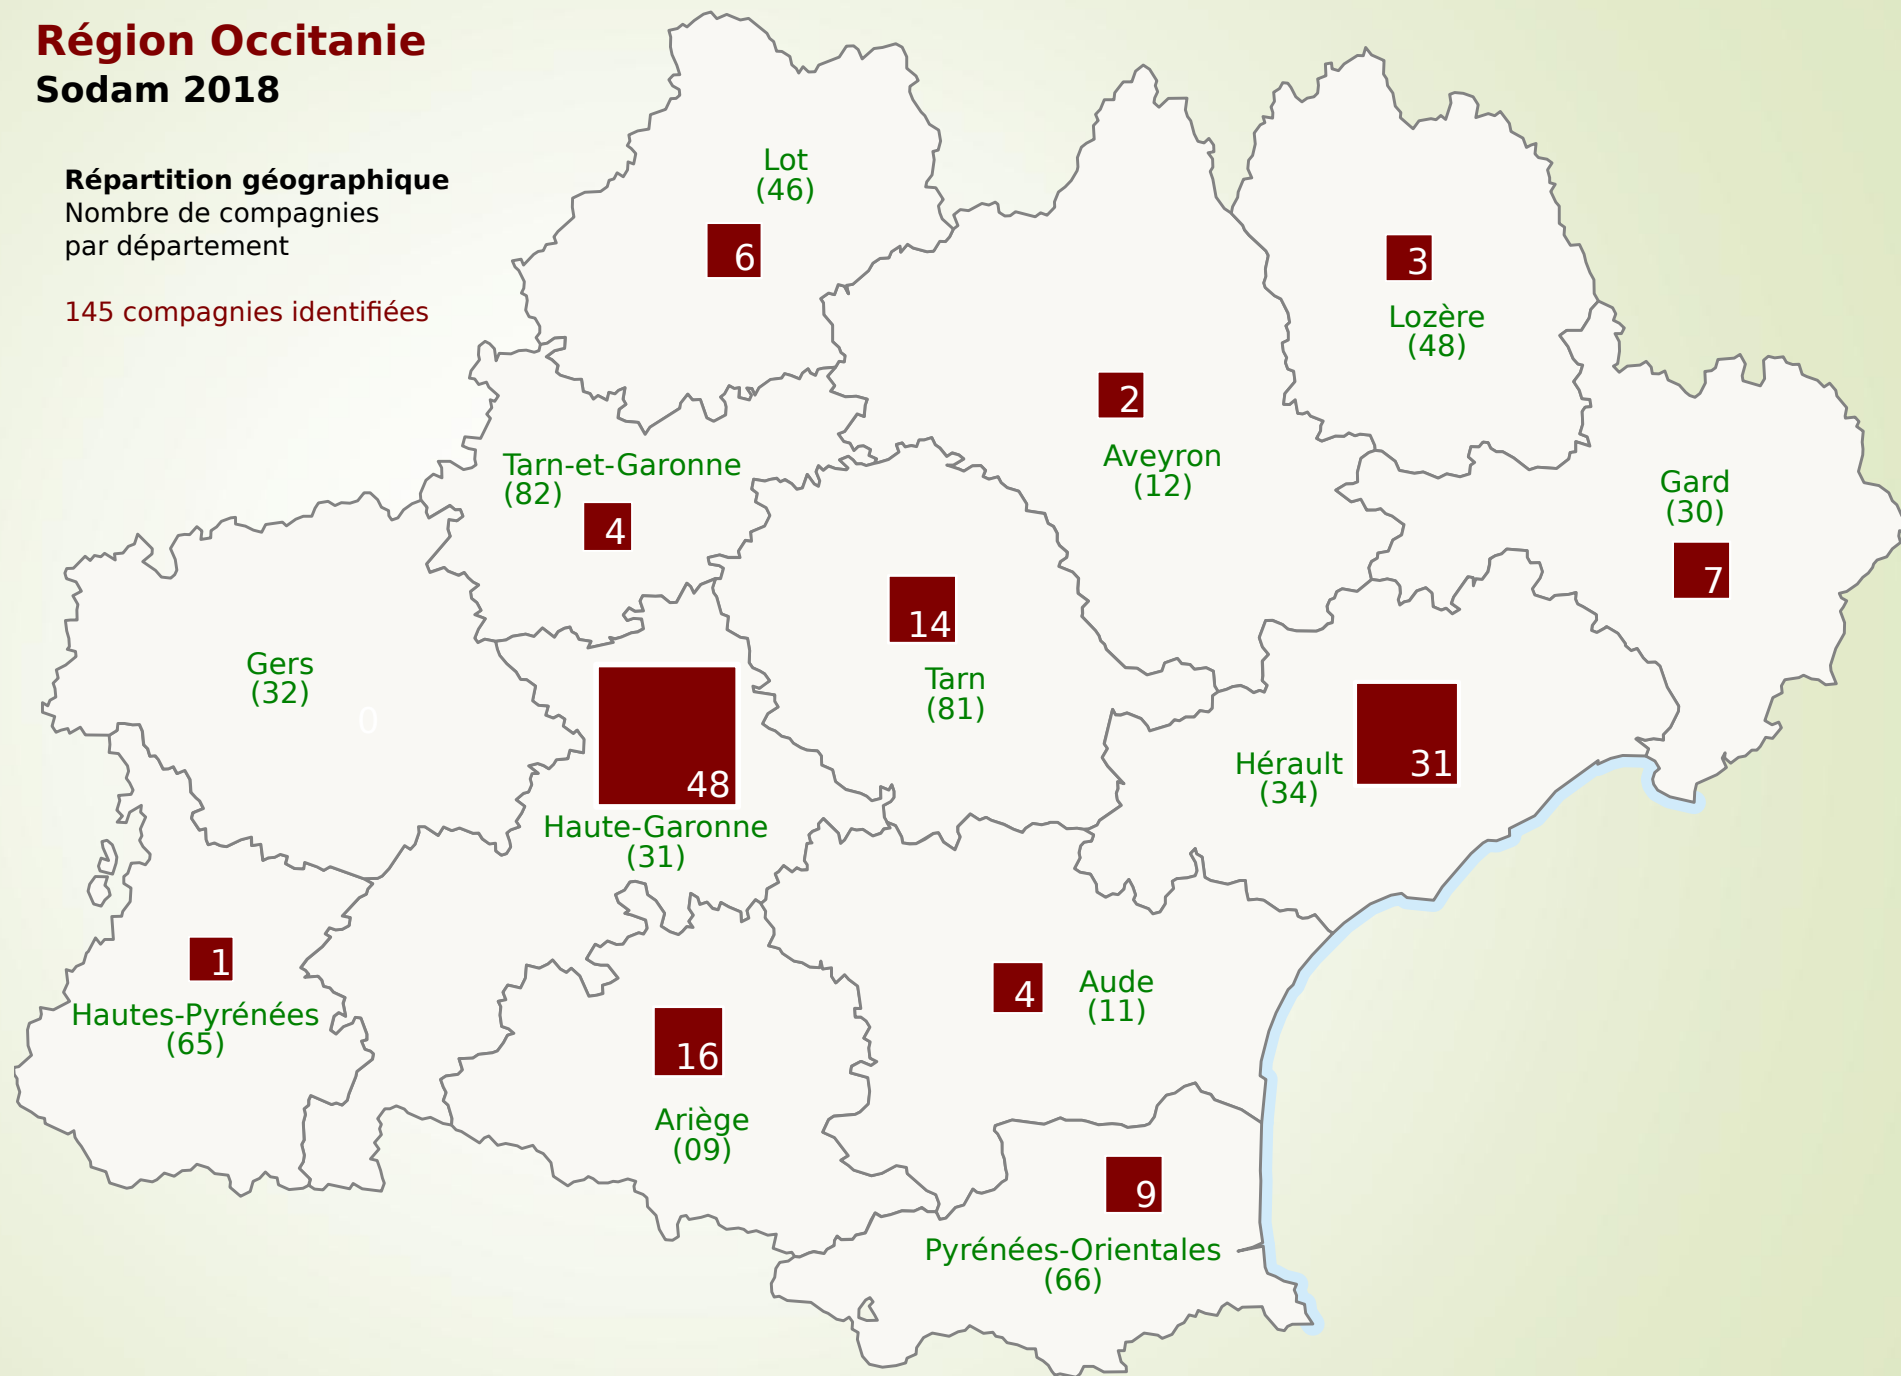 Région Occitanie
Sodam 2018
Répartition géographique
Nombre de compagnies
par département
145 compagnies identifiées
Lot
(46)
6
3
Lozère
(48)
2
Aveyron
(12)
Tarn-et-Garonne
(82)
4
Gard
(30)
7
14
Tarn
(81)
Gers
(32)
0
48
Haute-Garonne
(31)
31
Hérault
(34)
1
Hautes-Pyrénées
(65)
16
Ariège
(09)
4
Aude
(11)
9
Pyrénées-Orientales
(66)